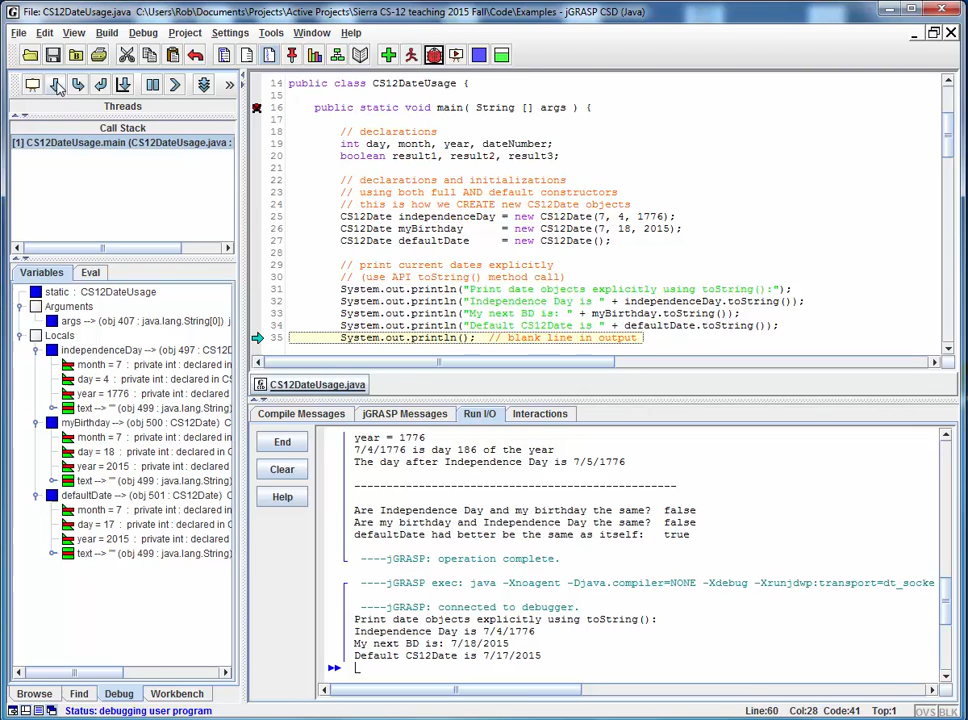 File: CS12DateUsage.java  C:\Users\Rob\Documents\Projects\Active Projects\Sierra CS-12 teaching 2015 Fall\Code\Examples - jGRASP CSD (Java)
File Edit View Build Debug Project Settings Tools Window Help
Threads
Call Stack
[1] CS12DateUsage.main (CS12DateUsage.java :
Variables Eval
static : CS12DateUsage
Arguments
args --> (obj 407 : java.lang.String[0])
Locals
independenceDay --> (obj 497 : CS12D
month = 7 : private int : declared in C
day = 4 : private int : declared in CS
year = 1776 : private int : declared in
text --> "" (obj 499 : java.lang.String)
myBirthday --> (obj 500 : CS12Date)
month = 7 : private int : declared in C
day = 18 : private int : declared in C
year = 2015 : private int : declared in
text --> "" (obj 499 : java.lang.String)
defaultDate --> (obj 501 : CS12Date)
month = 7 : private int : declared in C
day = 17 : private int : declared in C
year = 2015 : private int : declared in
text --> "" (obj 499 : java.lang.String)
Browse Find Debug Workbench
14 public class CS12DateUsage {
15
16 public static void main( String [] args ) {
17
18 // declarations
19 int day, month, year, dateNumber;
20 boolean result1, result2, result3;
21
22 // declarations and initializations
23 // using both full AND default constructors
24 // this is how we CREATE new CS12Date objects
25 CS12Date independenceDay = new CS12Date(7, 4, 1776);
26 CS12Date myBirthday      = new CS12Date(7, 18, 2015);
27 CS12Date defaultDate     = new CS12Date();
28
29 // print current dates explicitly
30 // (use API toString() method call)
31 System.out.println("Print date objects explicitly using toString():");
32 System.out.println("Independence Day is " + independenceDay.toString());
33 System.out.println("My next BD is: " + myBirthday.toString());
34 System.out.println("Default CS12Date is " + defaultDate.toString());
35 System.out.println();  // blank line in output
CS12DateUsage.java
Compile Messages jGRASP Messages Run I/O Interactions
End
Clear
Help
year = 1776
7/4/1776 is day 186 of the year
The day after Independence Day is 7/5/1776
------------------------------------------------
Are Independence Day and my birthday the same?  false
Are my birthday and Independence Day the same?  false
defaultDate had better be the same as itself:   true
----jGRASP: operation complete.
----jGRASP exec: java -Xnoagent -Djava.compiler=NONE -Xdebug -Xrunjdwp:transport=dt_socke
----jGRASP: connected to debugger.
Print date objects explicitly using toString():
Independence Day is 7/4/1776
My next BD is: 7/18/2015
Default CS12Date is 7/17/2015
Status: debugging user program
Line:60 Col:28 Code:41 Top:1 OVS BLK